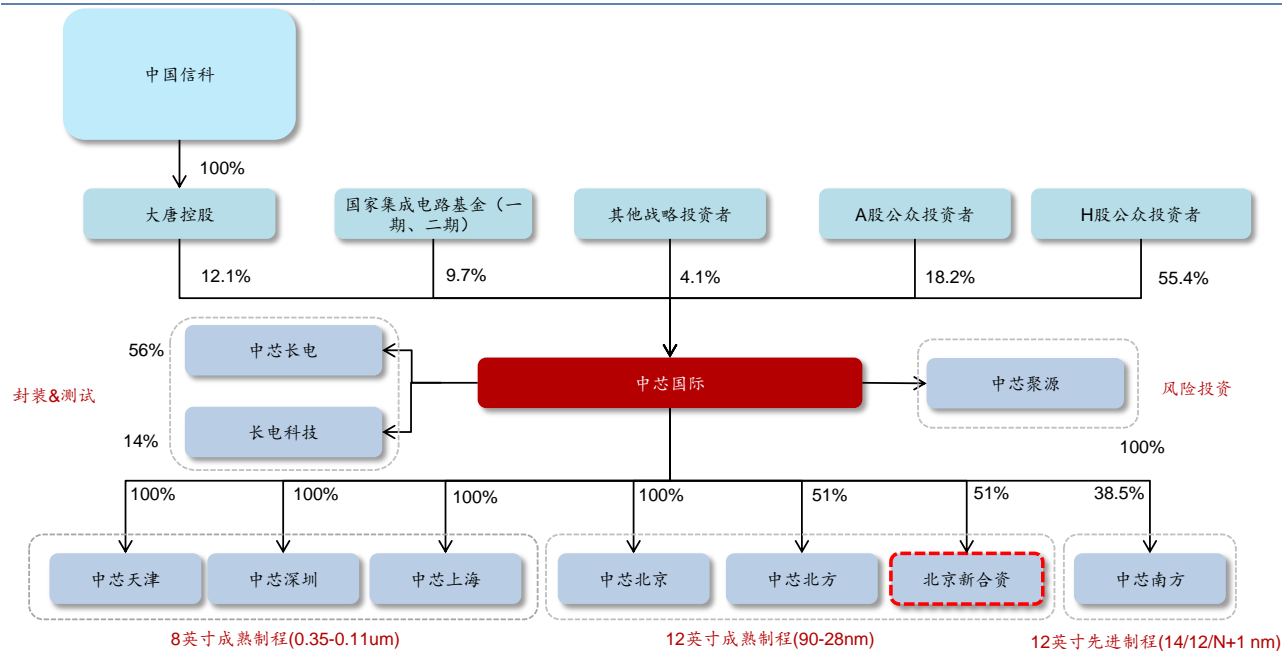 中国信科
100%
大唐控股
国家集成电路基金（一
期、二期）
其他战略投资者
A股公众投资者
H股公众投资者
12.1%
9.7%
4.1%
18.2%
55.4%
56%
中芯长电
中芯国际
中芯聚源
封装&测试
风险投资
长电科技
14%
100%
100%
100%
100%
100%
51%
51%
38.5%
中芯天津
中芯深圳
中芯上海
中芯北京
中芯北方
北京新合资
中芯南方
8英寸成熟制程(0.35-0.11um)
12英寸成熟制程(90-28nm)
12英寸先进制程(14/12/N+1 nm)